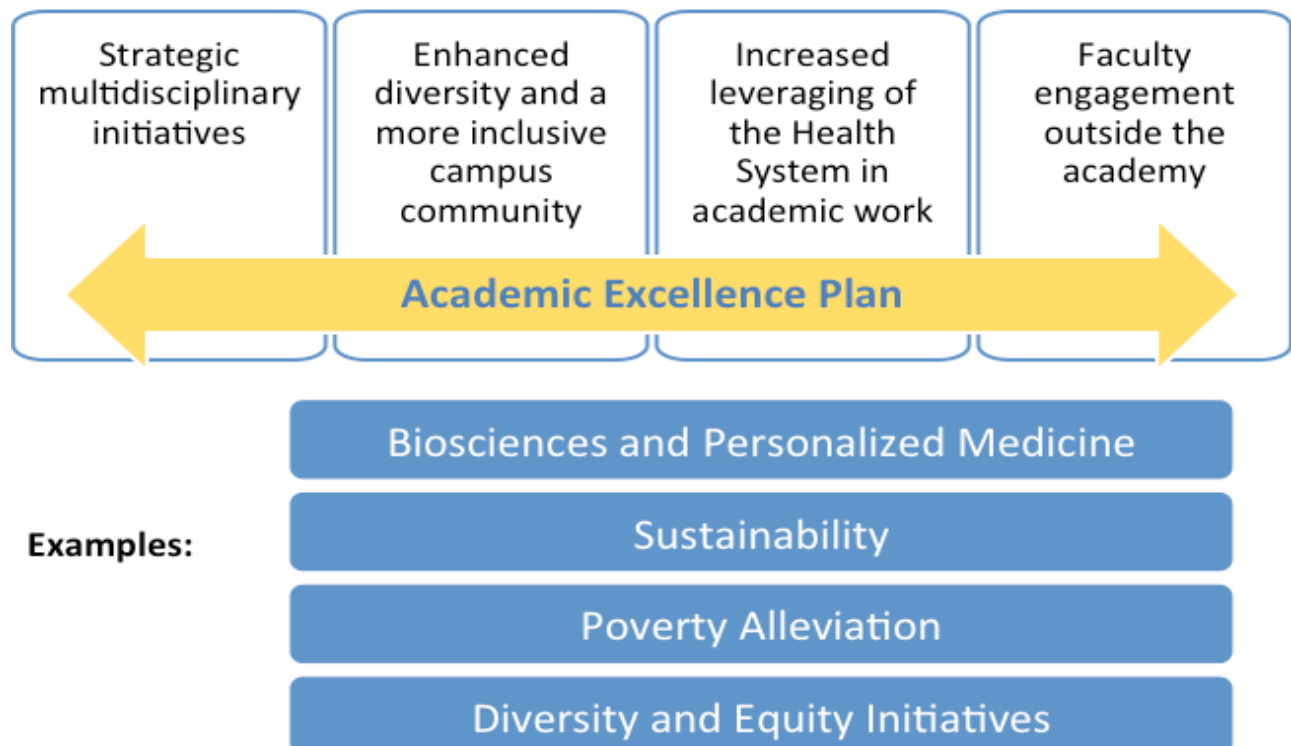 Strategic
multidisciplinary
initiatives
Enhanced
diversity and a
more inclusive
campus
community
Increased
leveraging of
the Health
System in
academic work
Faculty
engagement
outside the
academy
Academic Excellence Plan
Examples:
Biosciences and Personalized Medicine
Sustainability
Poverty Alleviation
Diversity and Equity Initiatives